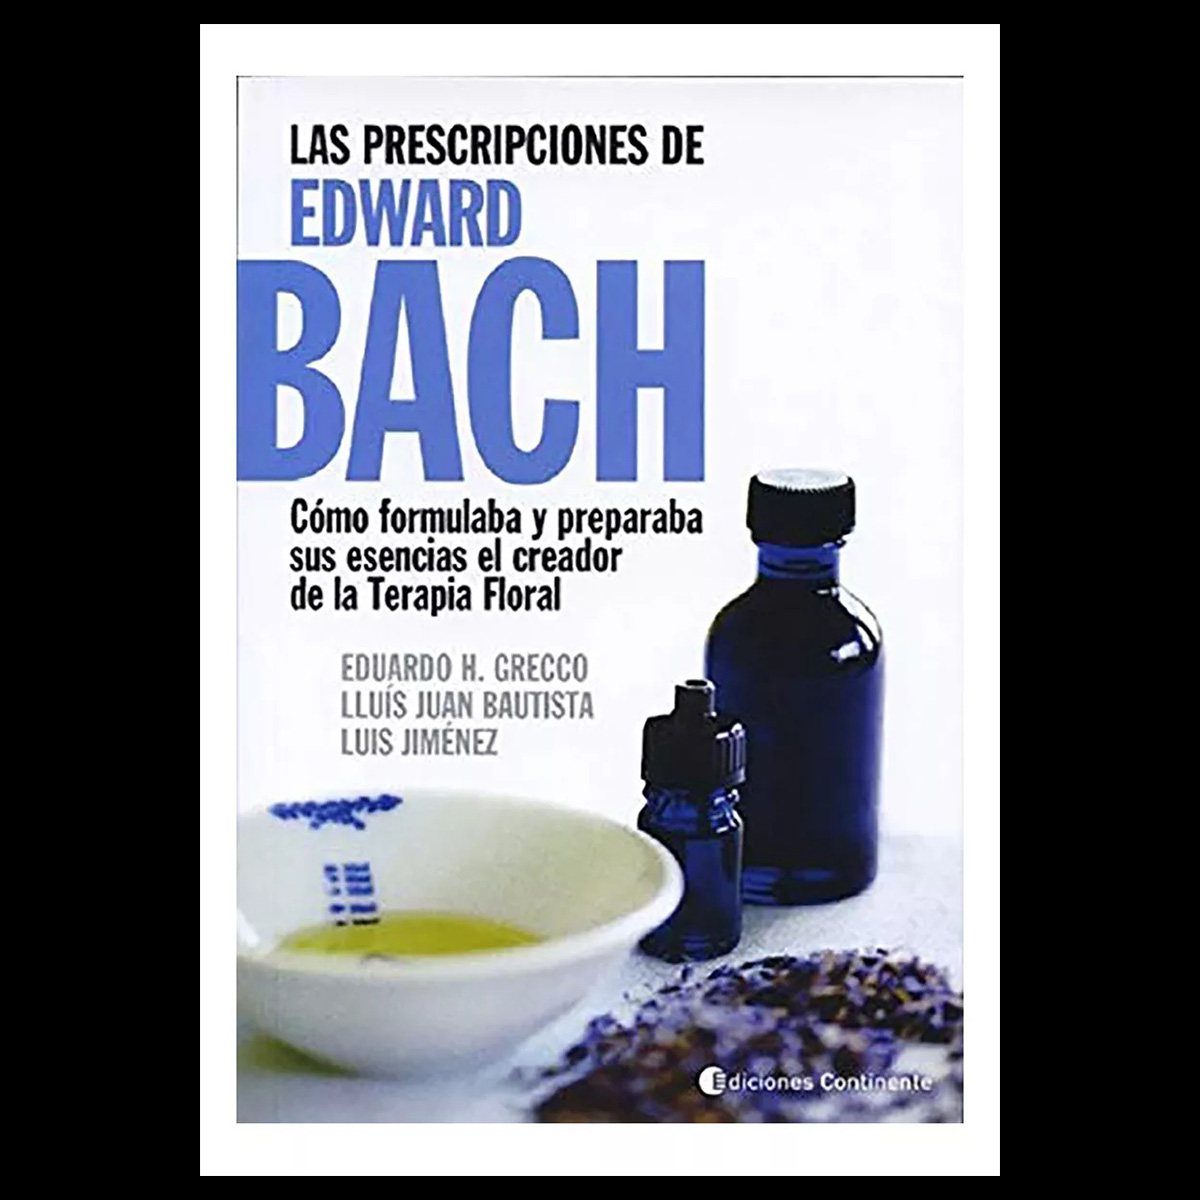 LAS PRESCRIPCIONES DE
EDWARD
BACH
Cómo formulaba y preparaba
sus esencias el creador
de la Terapia Floral
EDUARDO H. GRECCO
LLUÍS JUAN BAUTISTA
LUIS JIMÉNEZ
Ediciones Continente